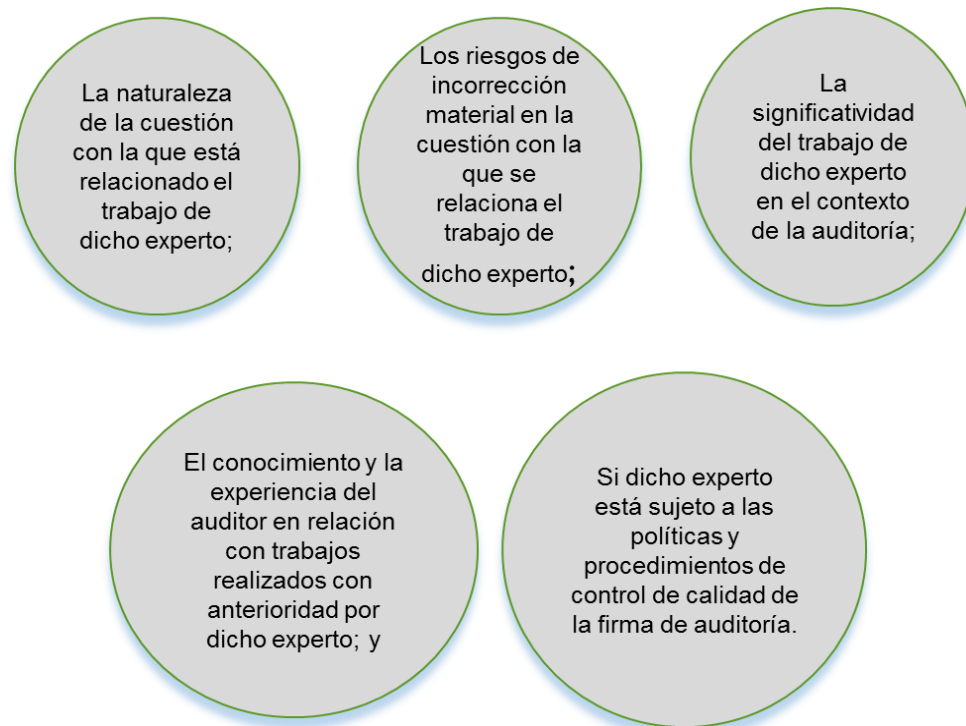 La naturaleza
de la cuestión
con la que está
relacionado el
trabajo de
dicho experto;
Los riesgos de
incorrección
material en la
cuestión con la
que se
relaciona el
trabajo de
dicho experto;
La
significatividad
del trabajo de
dicho experto
en el contexto
de la auditoría;
El conocimiento y la
experiencia del
auditor en relación
con trabajos
realizados con
anterioridad por
dicho experto; y
Si dicho experto
está sujeto a las
políticas y
procedimientos de
control de calidad de
la firma de auditoría.